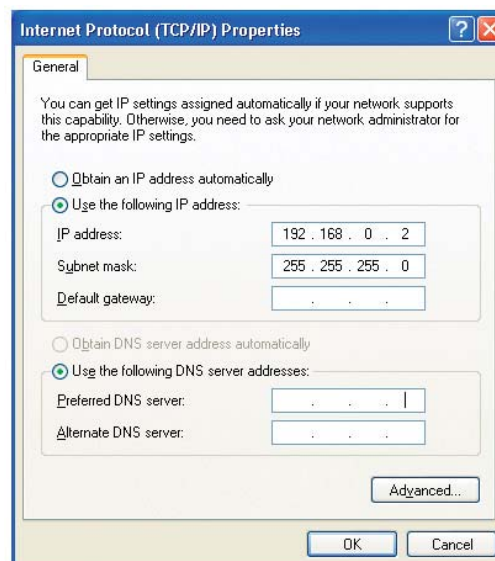 Internet Protocol (TCP/IP) Properties
General
You can get IP settings assigned automatically if your network supports
this capability. Otherwise, you need to ask your network administrator for
the appropriate IP settings.
Obtain an IP address automatically
Use the following IP address:
IP address: 192 . 168 . 0 . 2
Subnet mask: 255 . 255 . 255 . 0
Default gateway: . . .
Obtain DNS server address automatically
Use the following DNS server addresses:
Preferred DNS server: . . .
Alternate DNS server: . . .
Advanced...
OK Cancel